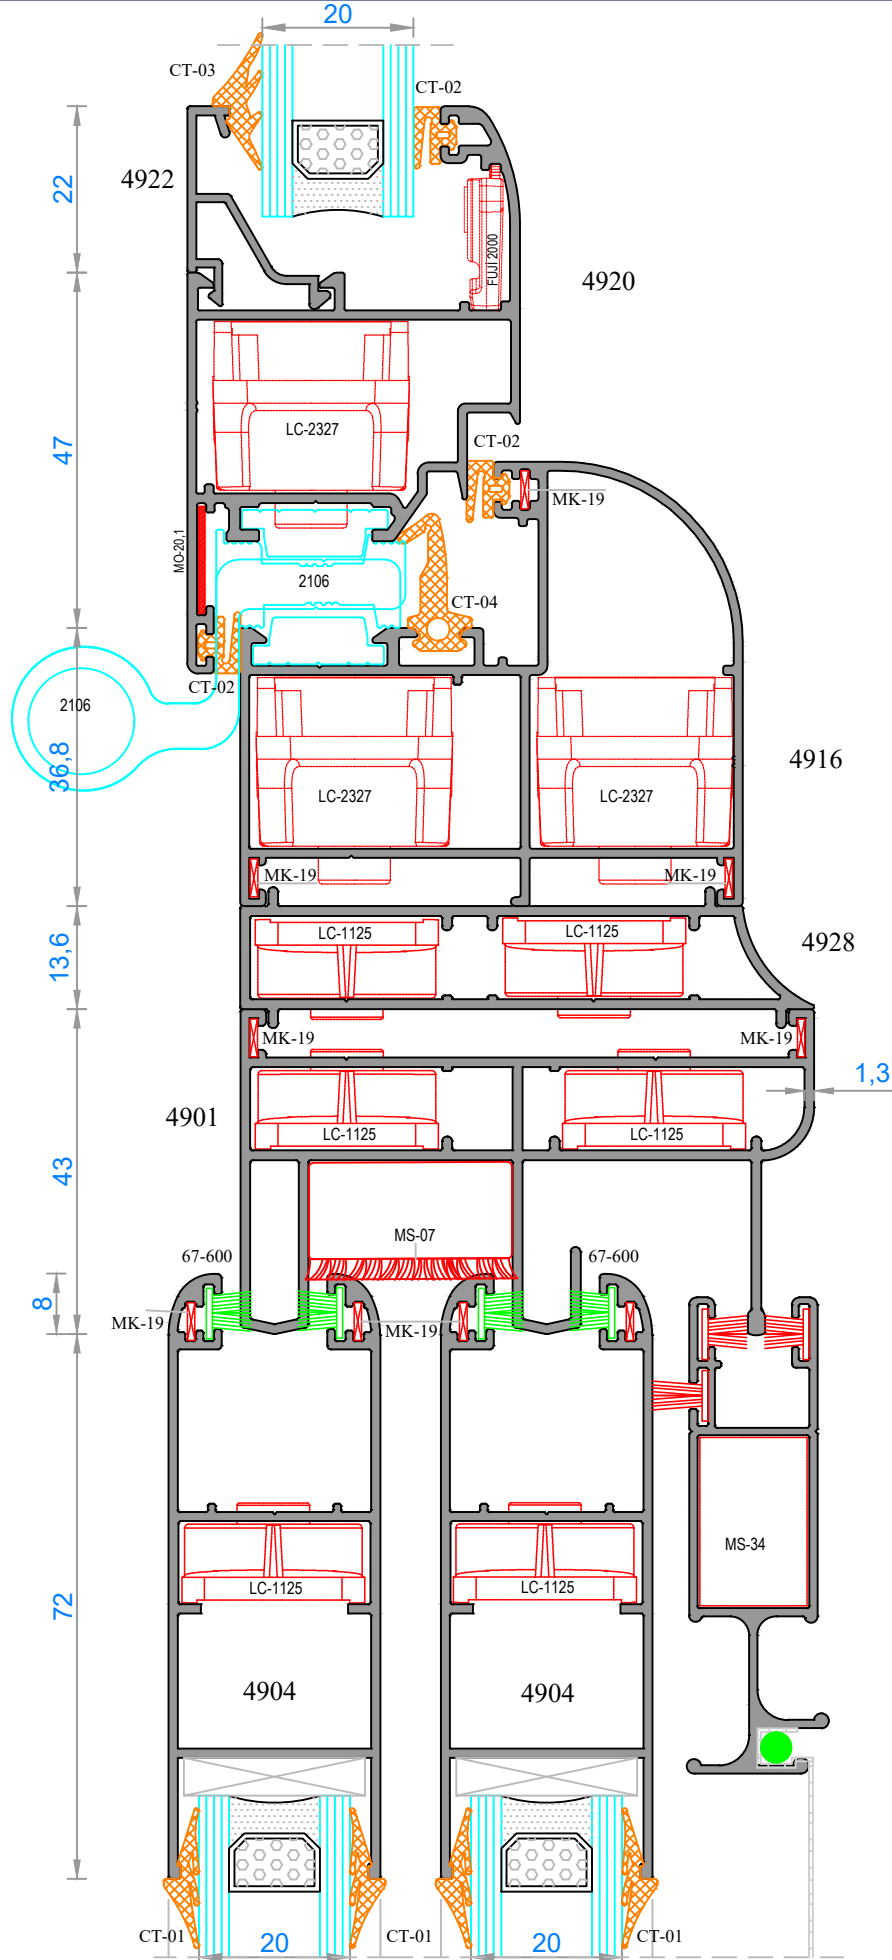 20
CT-03
CT-02
4922
22
FUJI 2000
4920
LC-2327
47
CT-02
MK-19
MO-20,1
2106
CT-04
CT-02
2106
36,8
4916
LC-2327
LC-2327
MK-19
MK-19
LC-1125
LC-1125
13,6
4928
MK-19
MK-19
1,3
4901
LC-1125
LC-1125
43
MS-07
67-600
67-600
8
MK-19
MK-19
MS-34
LC-1125
LC-1125
72
4904
4904
CT-01
20
CT-01
20
CT-01